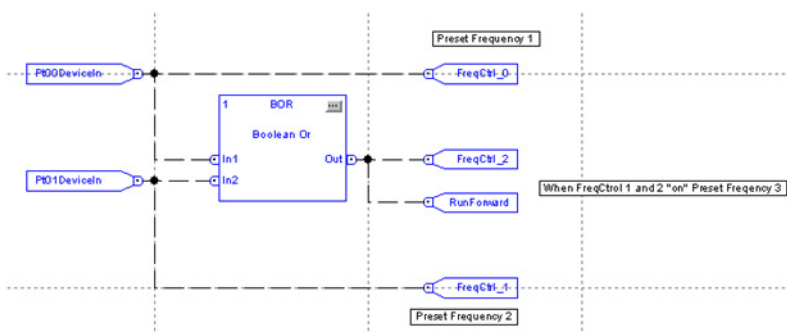 Preset Frequency 1
Pt00DeviceIn
FreqCtrl_0
1 BOR
Boolean Or
In1
Out
FreqCtrl_2
Pt01DeviceIn
In2
When FreqCtrol 1 and 2 "on" Preset Freqency 3
RunForward
FreqCtrl_1
Preset Frequency 2